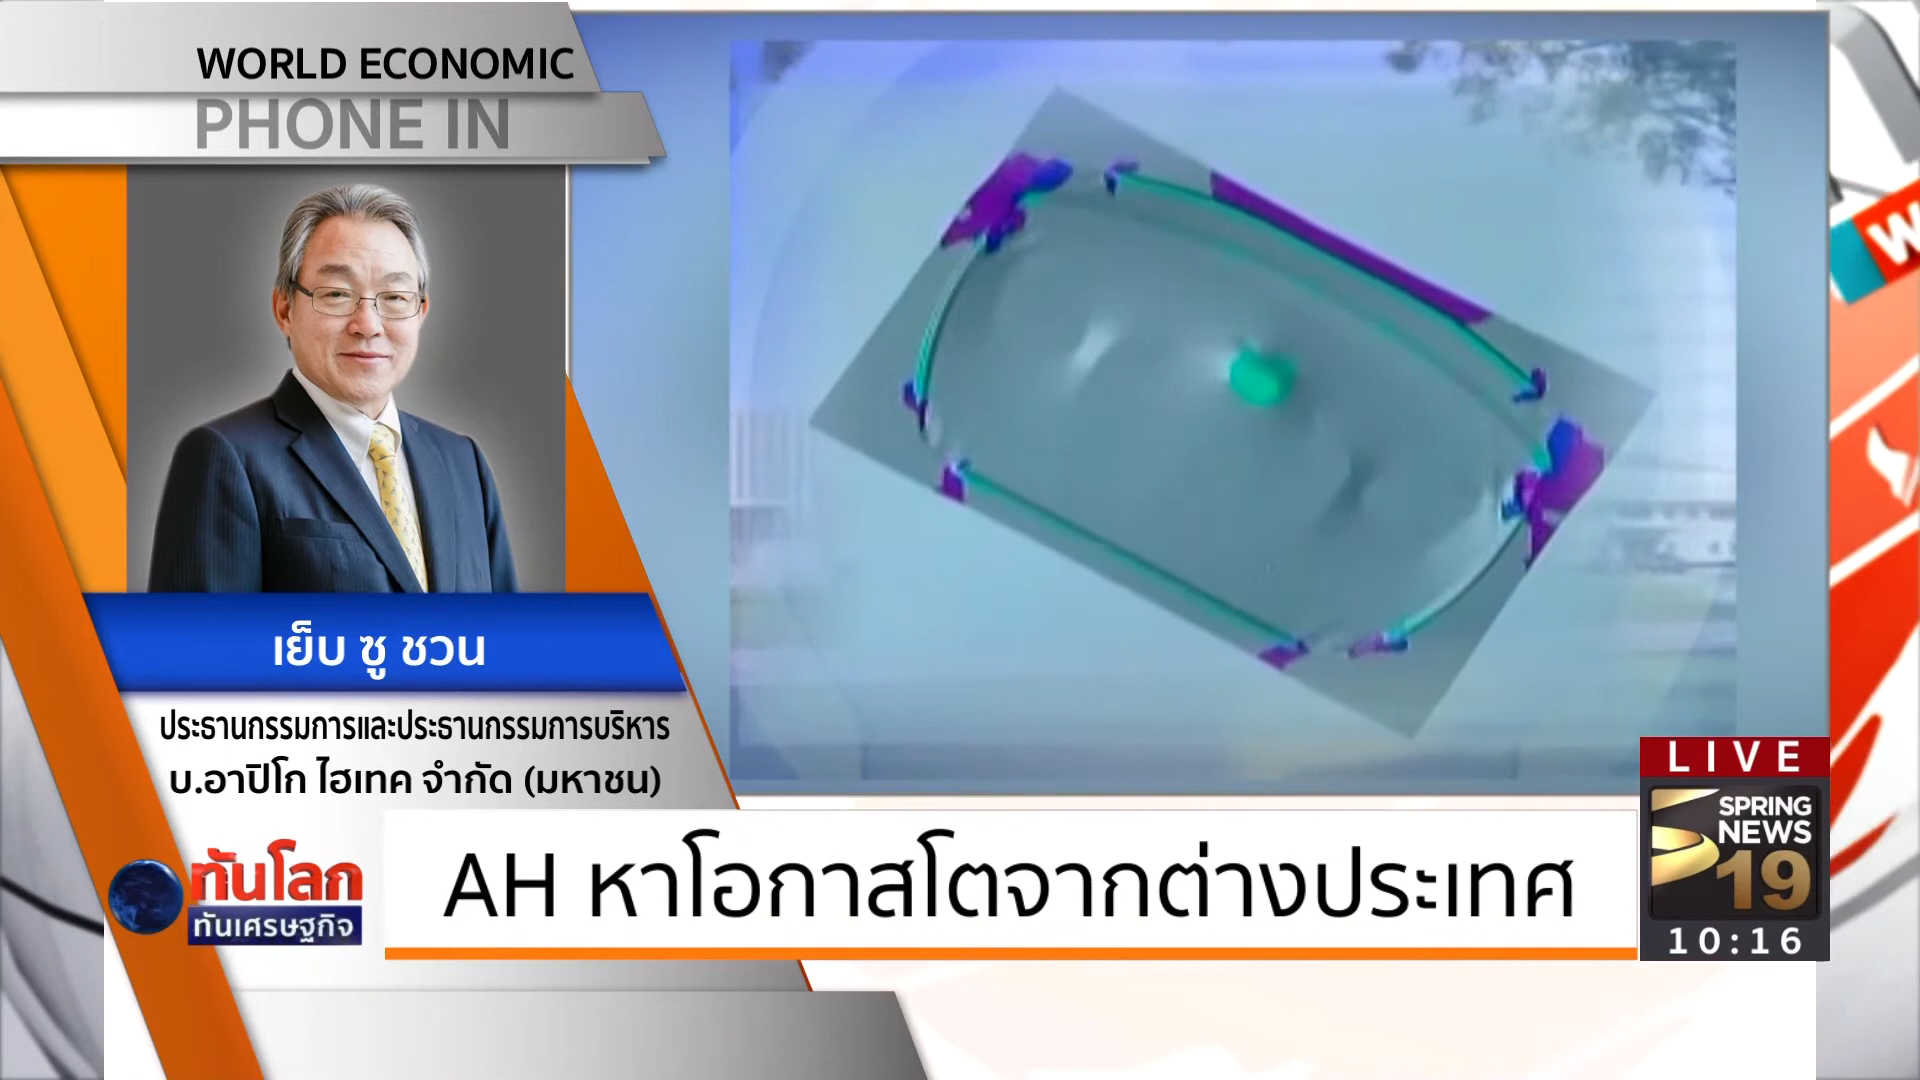 WORLD ECONOMIC
PHONE IN
เย็บ ซู ชวน
ประธานกรรมการและประธานกรรมการบริหาร
บ.อาปิโก ไฮเทค จำกัด (มหาชน)
ทันโลก
ทันเศรษฐกิจ
AH หาโอกาสโตจากต่างประเทศ
LIVE
SPRING
NEWS
19
10:16